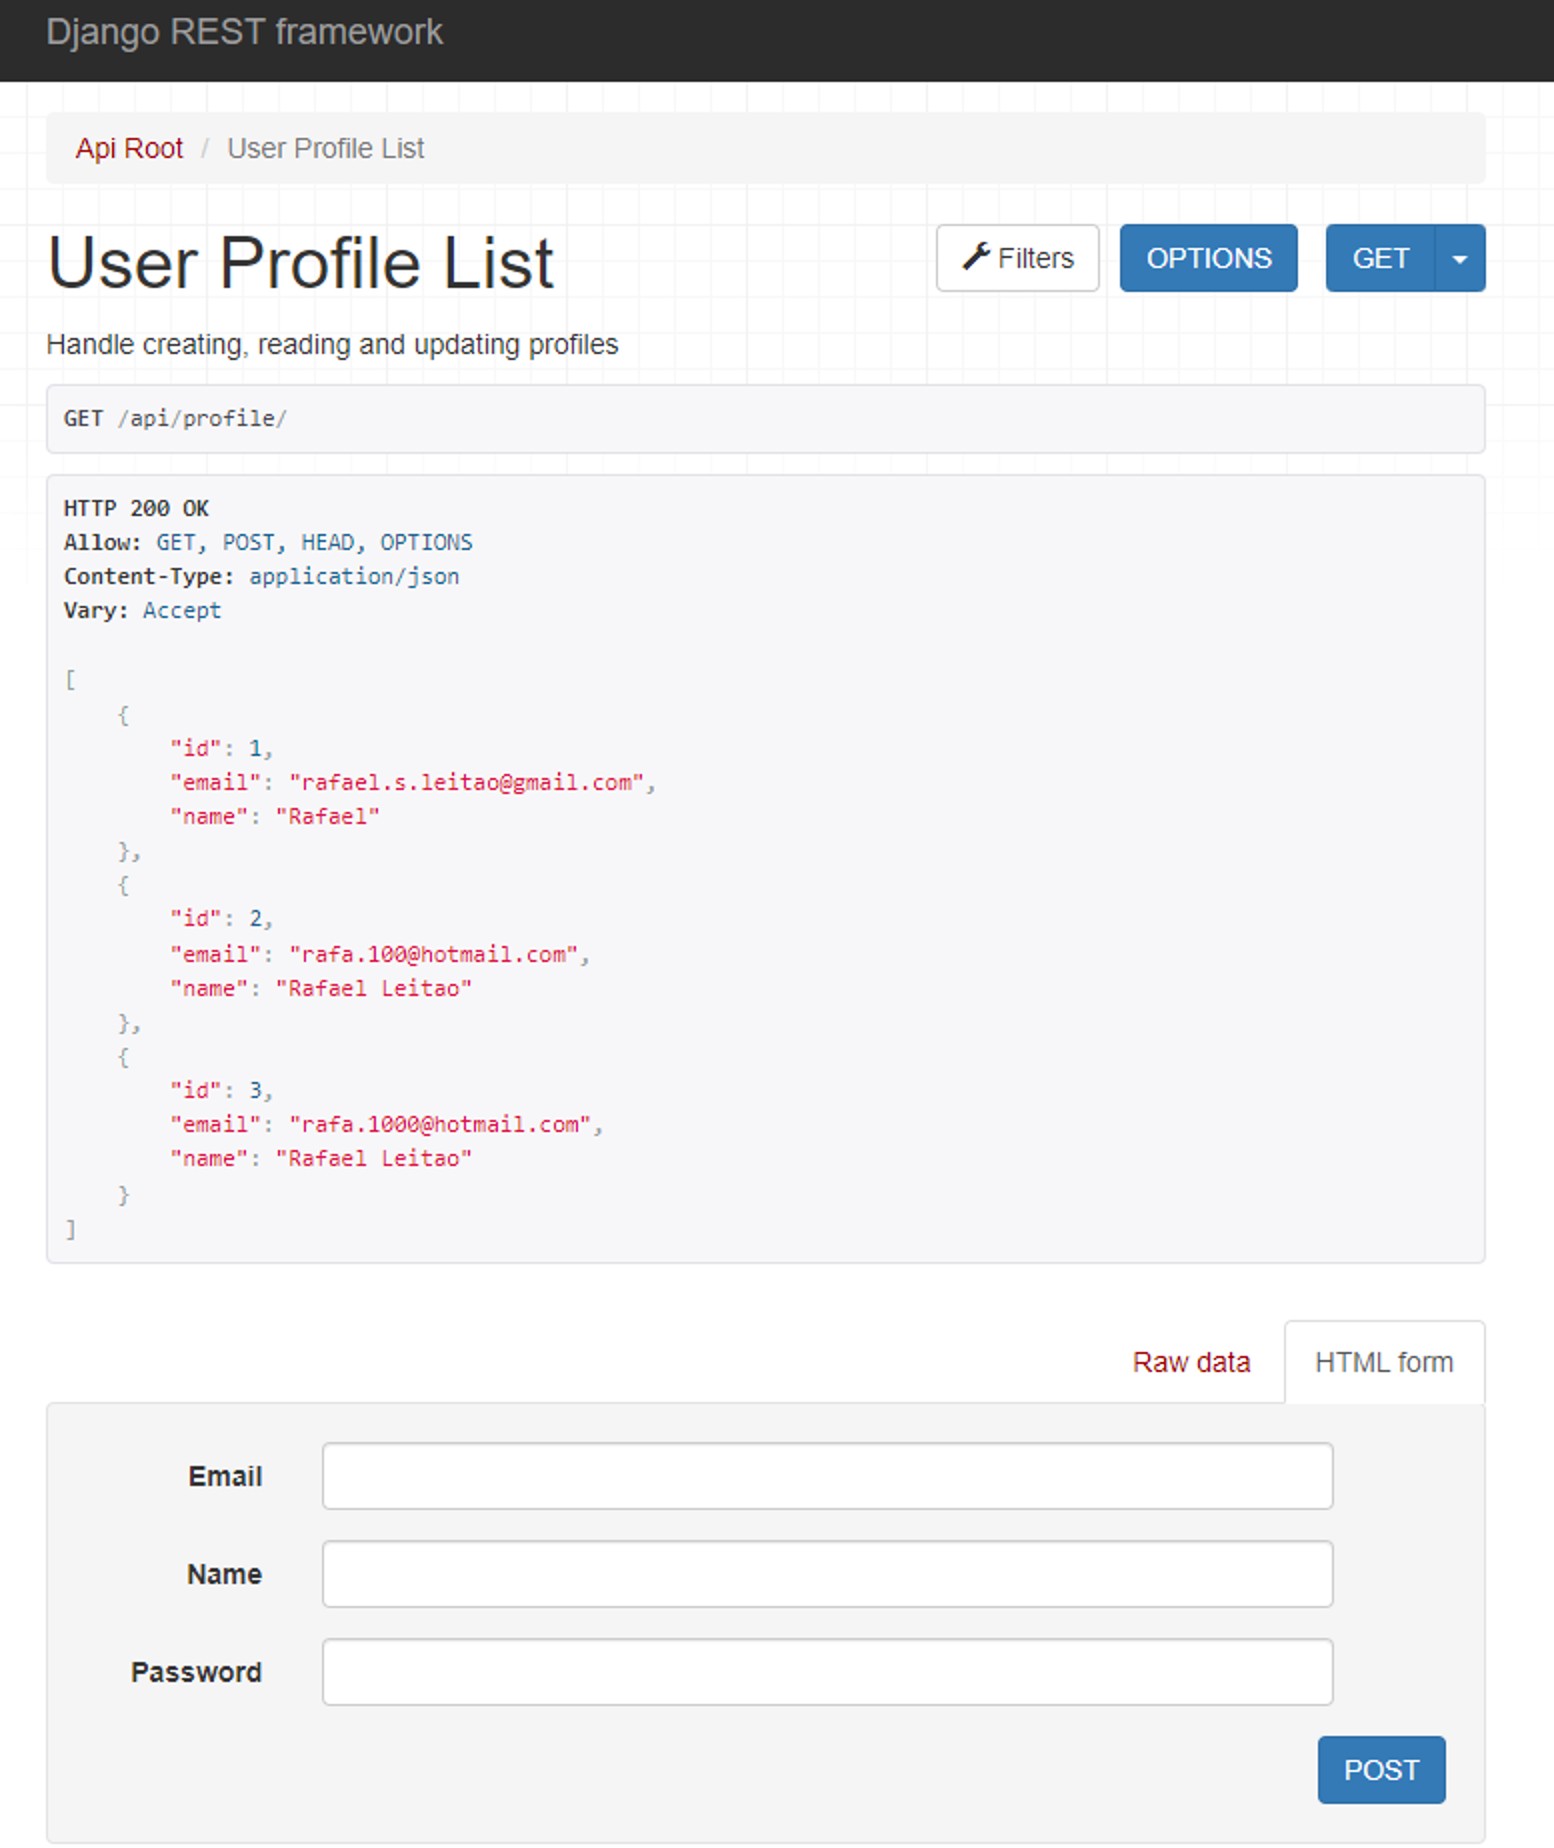 Django REST framework
Api Root / User Profile List
User Profile List
Filters
OPTIONS
GET
Handle creating, reading and updating profiles
GET /api/profile/
HTTP 200 OK
Allow: GET, POST, HEAD, OPTIONS
Content-Type: application/json
Vary: Accept
[
    {
        "id": 1,
        "email": "rafael.s.leitao@gmail.com",
        "name": "Rafael"
    },
    {
        "id": 2,
        "email": "rafa.100@hotmail.com",
        "name": "Rafael Leitao"
    },
    {
        "id": 3,
        "email": "rafa.1000@hotmail.com",
        "name": "Rafael Leitao"
    }
]
Raw data
HTML form
Email
Name
Password
POST